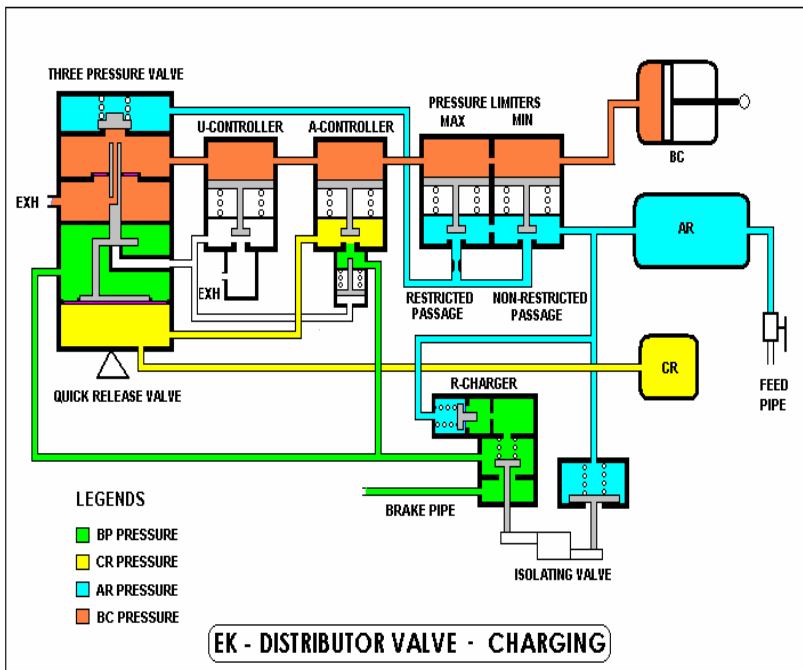 THREE PRESSURE VALVE
U-CONTROLLER
A-CONTROLLER
PRESSURE LIMITERS
MAX
MIN
BC
EXH
EXH
AR
RESTRICTED
PASSAGE
NON-RESTRICTED
PASSAGE
QUICK RELEASE VALVE
R-CHARGER
CR
FEED
PIPE
LEGENDS
BP PRESSURE
CR PRESSURE
AR PRESSURE
BC PRESSURE
BRAKE PIPE
ISOLATING VALVE
EK - DISTRIBUTOR VALVE - CHARGING